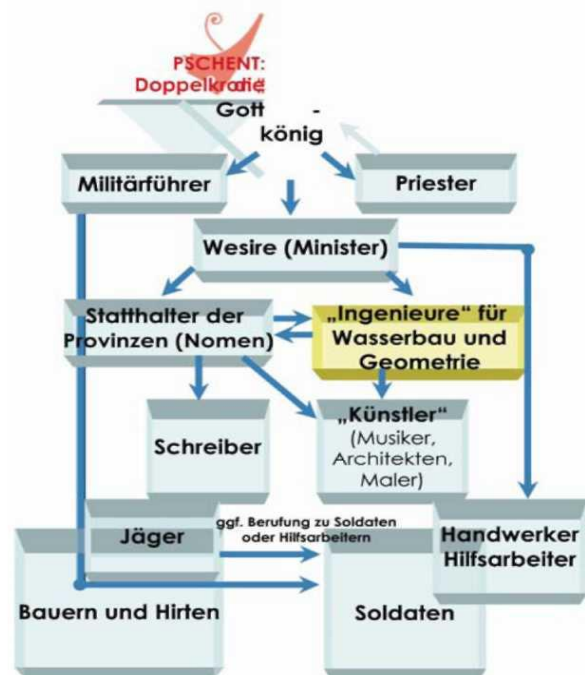 PSCHENT:
Doppelkrone
Gott -
könig
Militärführer
Priester
Wesire (Minister)
Statthalter der
Provinzen (Nomen)
„Ingenieure“ für
Wasserbau und
Geometrie
Schreiber
„Künstler“
(Musiker,
Architekten,
Maler)
Jäger
ggf. Berufung zu Soldaten
oder Hilfsarbeitern
Handwerker
Hilfsarbeiter
Bauern und Hirten
Soldaten